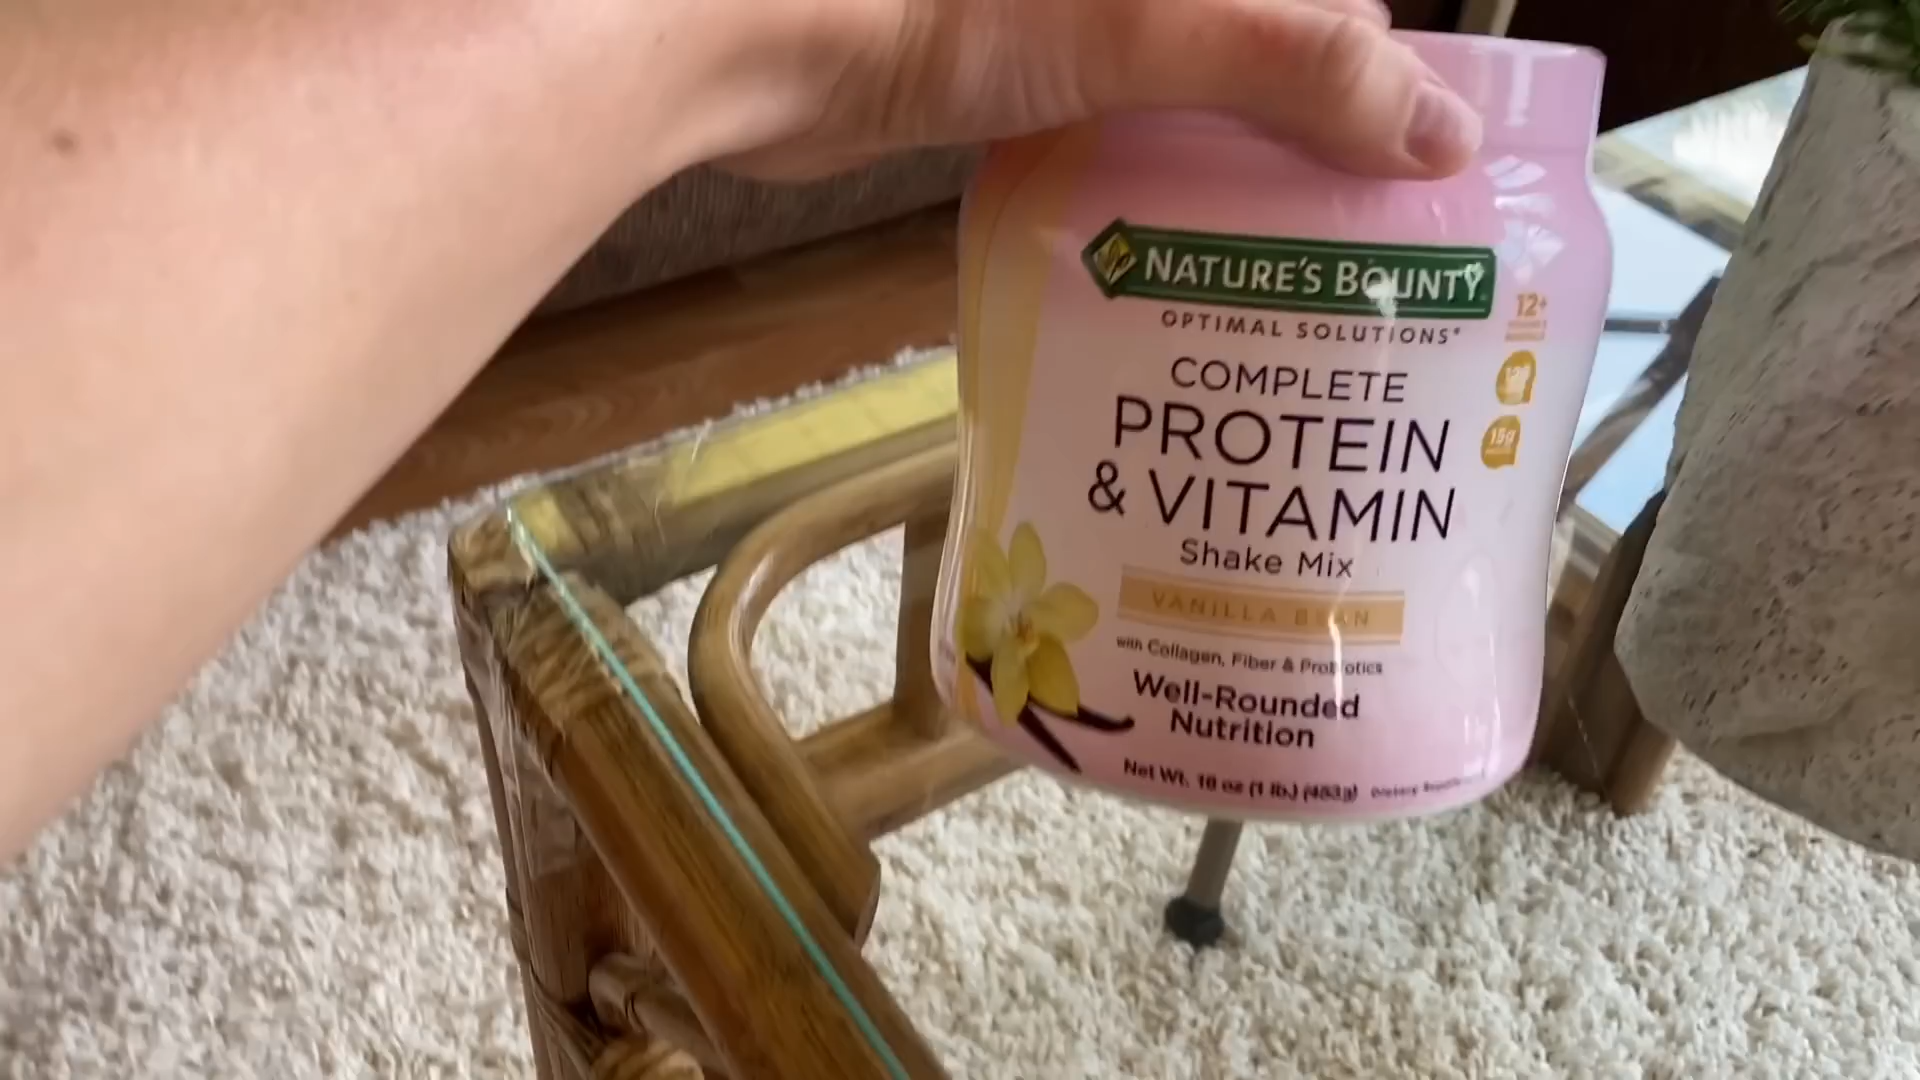 NATURE'S BOUNTY
OPTIMAL SOLUTIONS®
COMPLETE
PROTEIN
& VITAMIN
Shake Mix
VANILLA
with Collagen, Fiber & Probiotics
Well-Rounded
Nutrition
Net Wt. 16 oz (1 lb.) (453g) Dietary
12+
15g